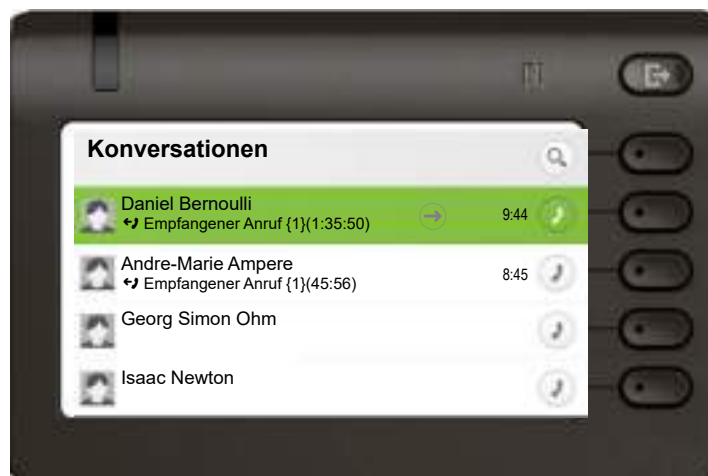 Konversationen
Daniel Bernoulli
Empfangener Anruf {1}(1:35:50)
9:44
Andre-Marie Ampere
Empfangener Anruf {1}(45:56)
8:45
Georg Simon Ohm
Isaac Newton